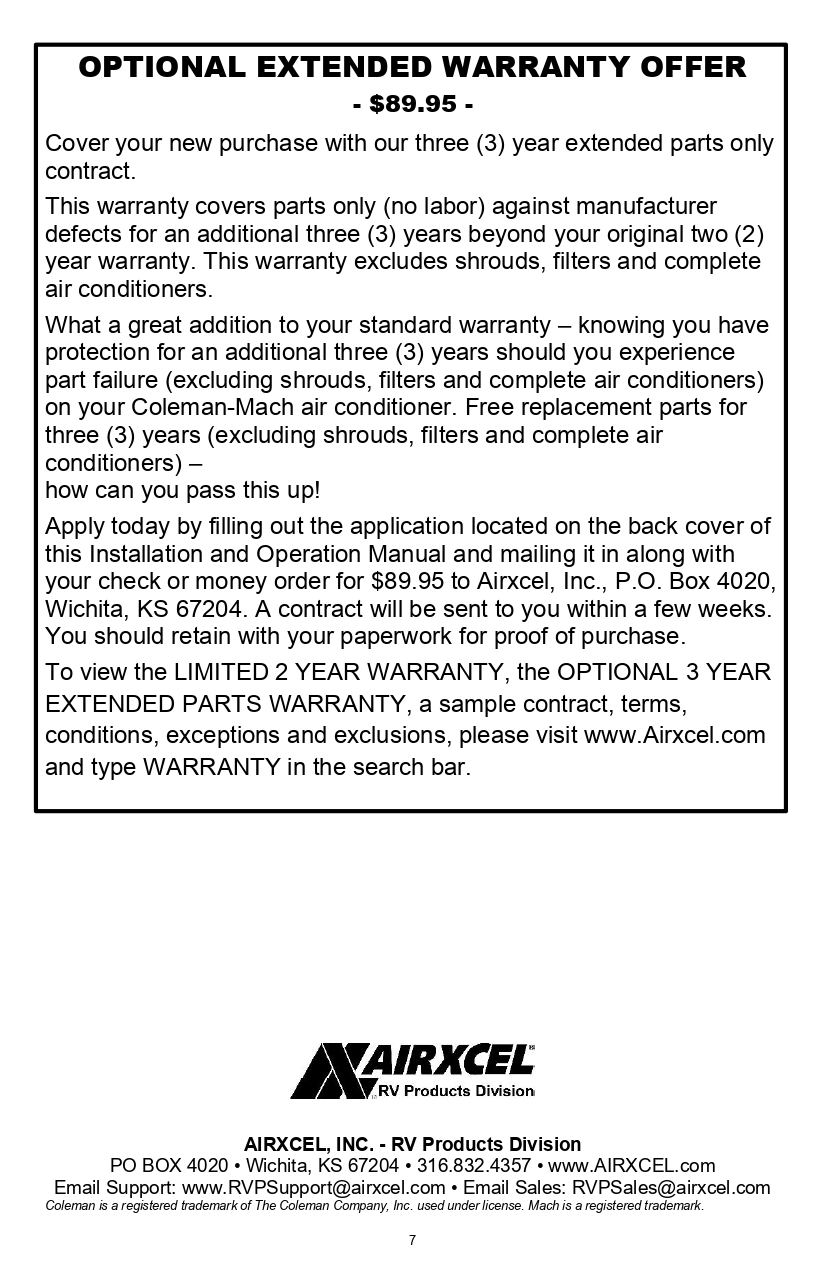 OPTIONAL EXTENDED WARRANTY OFFER
- $89.95 -
Cover your new purchase with our three (3) year extended parts only
contract.
This warranty covers parts only (no labor) against manufacturer
defects for an additional three (3) years beyond your original two (2)
year warranty. This warranty excludes shrouds, filters and complete
air conditioners.
What a great addition to your standard warranty – knowing you have
protection for an additional three (3) years should you experience
part failure (excluding shrouds, filters and complete air conditioners)
on your Coleman-Mach air conditioner. Free replacement parts for
three (3) years (excluding shrouds, filters and complete air
conditioners) –
how can you pass this up!
Apply today by filling out the application located on the back cover of
this Installation and Operation Manual and mailing it in along with
your check or money order for $89.95 to Airxcel, Inc., P.O. Box 4020,
Wichita, KS 67204. A contract will be sent to you within a few weeks.
You should retain with your paperwork for proof of purchase.
To view the LIMITED 2 YEAR WARRANTY, the OPTIONAL 3 YEAR
EXTENDED PARTS WARRANTY, a sample contract, terms,
conditions, exceptions and exclusions, please visit www.Airxcel.com
and type WARRANTY in the search bar.
AIRXCEL®
RV Products Division
AIRXCEL, INC. - RV Products Division
PO BOX 4020 • Wichita, KS 67204 • 316.832.4357 • www.AIRXCEL.com
Email Support: www.RVPSupport@airxcel.com • Email Sales: RVPSales@airxcel.com
Coleman is a registered trademark of The Coleman Company, Inc. used under license. Mach is a registered trademark.
7